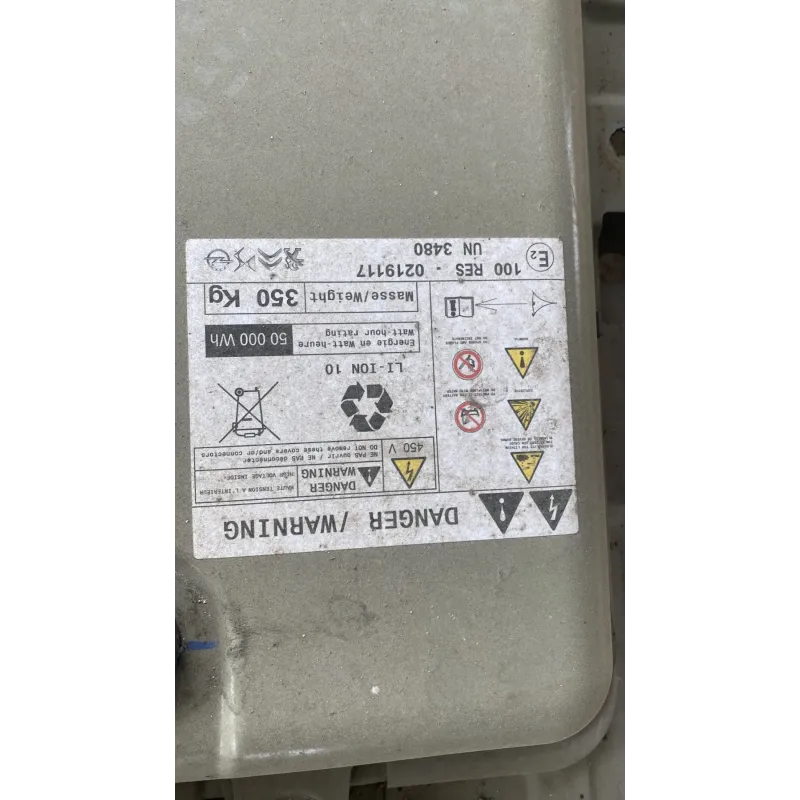 DANGER /WARNING
450 V
DANGER
WARNING
HAUTE TENSION A L'INTERIEUR
HIGH VOLTAGE INSIDE.
NE PAS ouvrir / NE PAS déconnecter
DO NOT remove these covers and/or connectors
LI-ION 10
Energie en Watt-heure
Watt-hour rating
50 000 Wh
Masse/Weight
350 Kg
E2
100 RES - 0219117
UN 3480